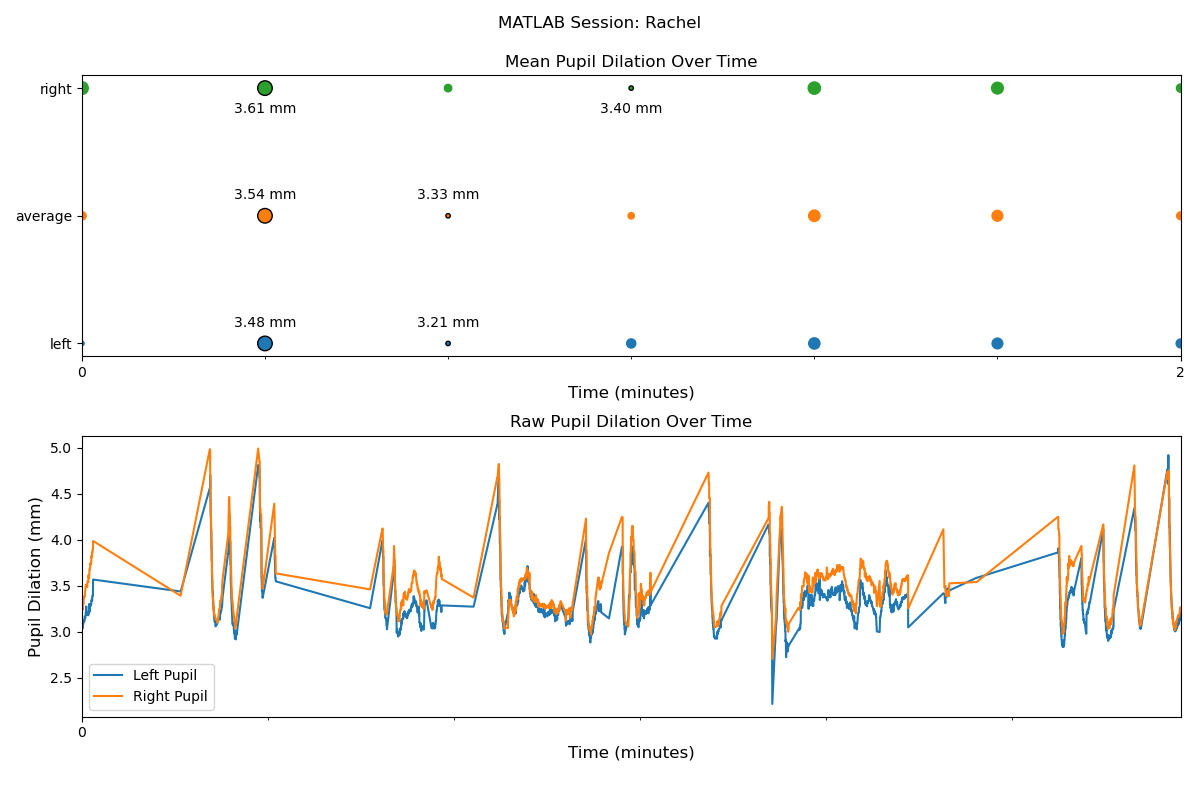 MATLAB Session: Rachel
Mean Pupil Dilation Over Time
right
3.61 mm 3.40 mm
3.54 mm 3.33 mm
average
3.48 mm 3.21 mm
left
0 2
Time (minutes)
Raw Pupil Dilation Over Time
Pupil Dilation (mm)
5.0
4.5
4.0
3.5
3.0
2.5
Left Pupil
Right Pupil
0
Time (minutes)